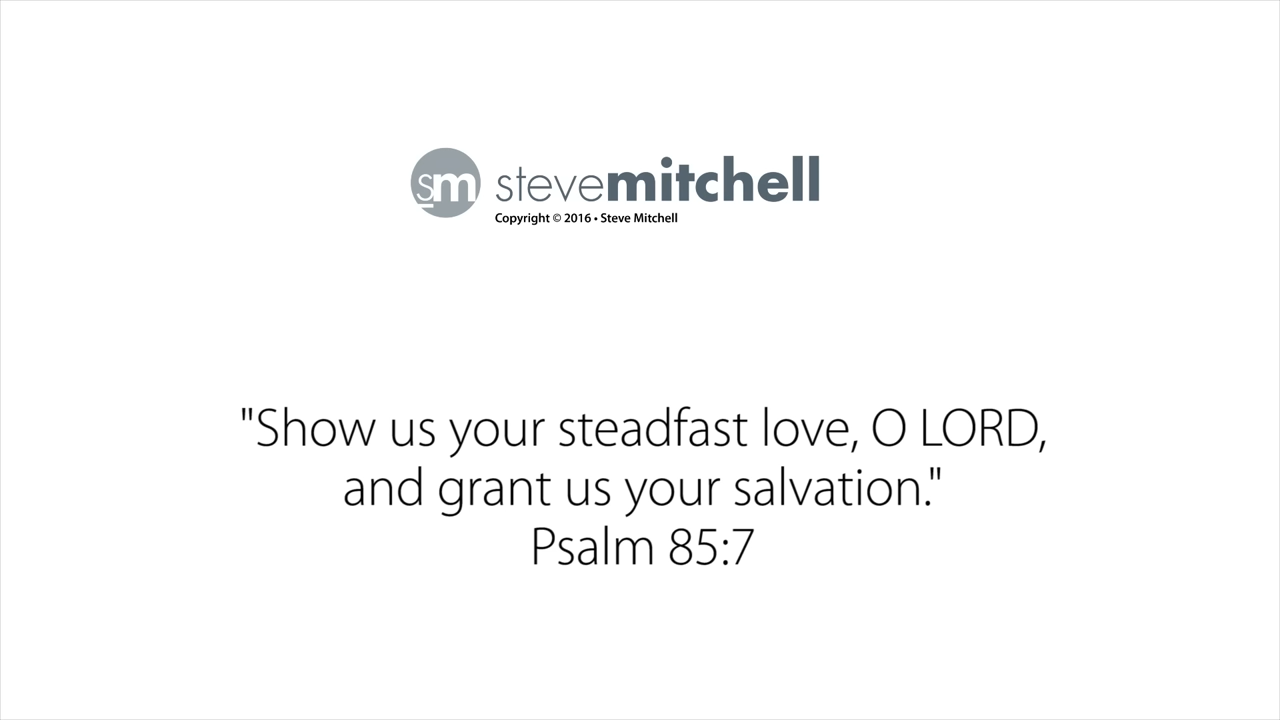 sm stevemitchell
Copyright © 2016 • Steve Mitchell
"Show us your steadfast love, O LORD,
and grant us your salvation."
Psalm 85:7